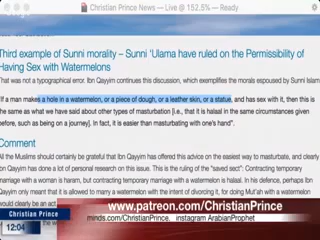 Christian Prince News — Live @ 152.5% — Ready
Third example of Sunni morality – Sunni ‘Ulama have ruled on the Permissibility of
Having Sex with Watermelons
That was not a typographical error. Ibn Qayyim continues this discussion, which exemplifies the morals espoused by Sunni Islam
If a man makes a hole in a watermelon, or a piece of dough, or a leather skin, or a statue, and has sex with it, then this is
the same as what we have said about other types of masturbation [i.e., that it is halaal in the same circumstances given
before, such as being on a journey]. In fact, it is easier than masturbating with one's hand".
Comment
All the Muslims should certainly be grateful that Ibn Qayyim has offered this advice on the easiest way to masturbate, and clearly
Ibn Qayyim has done of personal research on this issue. This is the ruling of the "saved sect": Contracting temporary
marriage with a woman is haram, but contracting temporary marriage with a watermelon is halal. In his defence, perhaps Ibn
Qayyim only meant that it is allowed to marry a watermelon with the intent of divorcing it, for doing Mut'ah with a watermelon
would clearly be an act
www.patreon.com/ChristianPrince
Christian Prince
12:04
minds.com/ChristianPrince, instagram ArabianProphet